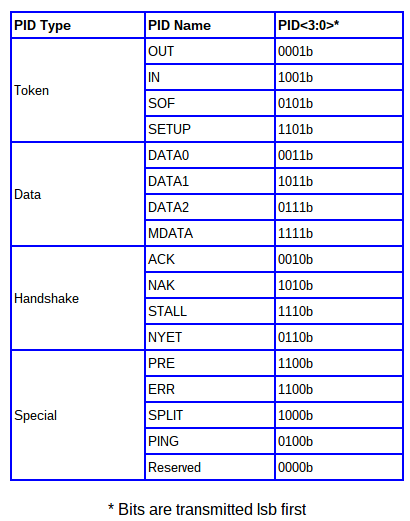 PID Type PID Name PID<3:0>*
Token
OUT 0001b
IN 1001b
SOF 0101b
SETUP 1101b
Data
DATA0 0011b
DATA1 1011b
DATA2 0111b
MDATA 1111b
Handshake
ACK 0010b
NAK 1010b
STALL 1110b
NYET 0110b
Special
PRE 1100b
ERR 1100b
SPLIT 1000b
PING 0100b
Reserved 0000b
* Bits are transmitted lsb first